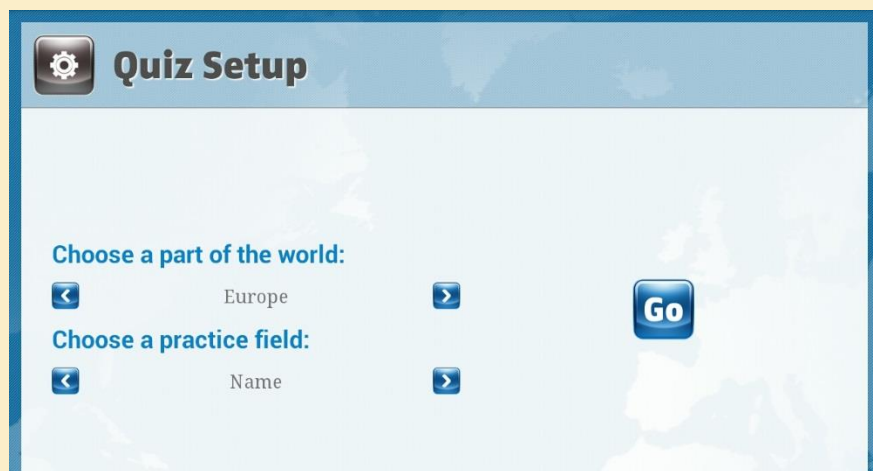 Quiz Setup
Choose a part of the world:
Europe
Go
Choose a practice field:
Name